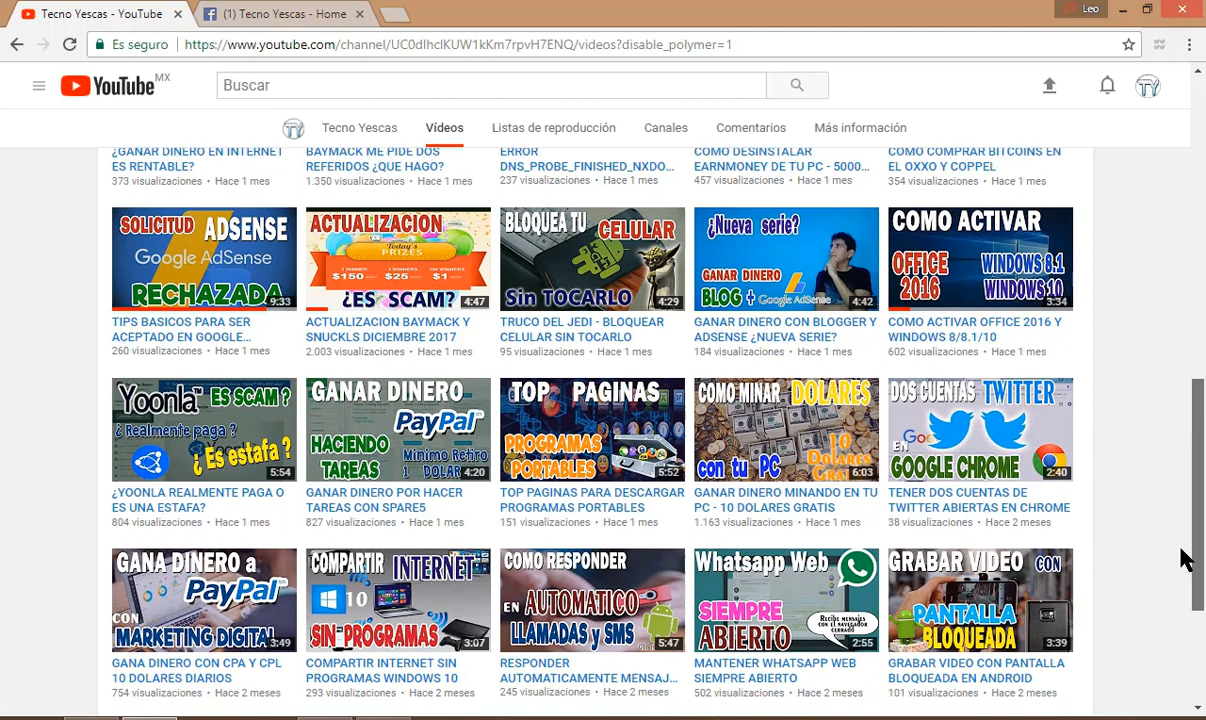 Tecno Yescas - YouTube
(1) Tecno Yescas - Home
Leo
Es seguro
https://www.youtube.com/channel/UC0dIhclKUW1kKm7rpvH7ENQ/videos?disable_polymer=1
YouTube MX
Buscar
TY
TY Tecno Yescas Vídeos Listas de reproducción Canales Comentarios Más información
¿GANAR DINERO EN INTERNET ES RENTABLE?
373 visualizaciones • Hace 1 mes
BAYMACK ME PIDE DOS REFERIDOS ¿QUE HAGO?
1.350 visualizaciones • Hace 1 mes
ERROR DNS_PROBE_FINISHED_NXDO...
237 visualizaciones • Hace 1 mes
COMO DESINSTALAR EARNMONEY DE TU PC - 5000...
457 visualizaciones • Hace 1 mes
COMO COMPRAR BITCOINS EN EL OXXO Y COPPEL
354 visualizaciones • Hace 1 mes
SOLICITUD ADSENSE
Google AdSense
RECHAZADA
9:33
TIPS BASICOS PARA SER ACEPTADO EN GOOGLE...
260 visualizaciones • Hace 1 mes
ACTUALIZACION
Today's
PRIZES
1 WINNER
$150
$25
$1
¿ES SCAM?
4:47
ACTUALIZACION BAYMACK Y SNUCKLS DICIEMBRE 2017
2.003 visualizaciones • Hace 1 mes
BLOQUEA TU
CELULAR
Sin TOCARLO
4:29
TRUCO DEL JEDI - BLOQUEAR CELULAR SIN TOCARLO
95 visualizaciones • Hace 1 mes
¿Nueva serie?
GANAR DINERO
BLOG + Google AdSense
4:42
GANAR DINERO CON BLOGGER Y ADSENSE ¿NUEVA SERIE?
184 visualizaciones • Hace 1 mes
COMO ACTIVAR
OFFICE 2016
WINDOWS 8.1
WINDOWS 10
3:34
COMO ACTIVAR OFFICE 2016 Y WINDOWS 8/8.1/10
602 visualizaciones • Hace 1 mes
Yoonla ES SCAM?
¿Realmente paga?
¿Es estafa?
5:54
¿YOONLA REALMENTE PAGA O ES UNA ESTAFA?
804 visualizaciones • Hace 1 mes
GANAR DINERO
PayPal
HACIENDO TAREAS
Minimo Retiro
1 DOLAR
4:20
GANAR DINERO POR HACER TAREAS CON SPARE5
827 visualizaciones • Hace 1 mes
TOP PAGINAS
PROGRAMAS PORTABLES
5:52
TOP PAGINAS PARA DESCARGAR PROGRAMAS PORTABLES
151 visualizaciones • Hace 1 mes
COMO MINAR DOLARES
con tu PC
10 Dolares Gratis
6:03
GANAR DINERO MINANDO EN TU PC - 10 DOLARES GRATIS
1.163 visualizaciones • Hace 1 mes
DOS CUENTAS TWITTER
EN
GOOGLE CHROME
2:40
TENER DOS CUENTAS DE TWITTER ABIERTAS EN CHROME
38 visualizaciones • Hace 2 meses
GANA DINERO a
PayPal
CON
MARKETING DIGITAL
3:49
GANA DINERO CON CPA Y CPL 10 DOLARES DIARIOS
754 visualizaciones • Hace 2 meses
COMPARTIR INTERNET
10
SIN PROGRAMAS
3:07
COMPARTIR INTERNET SIN PROGRAMAS WINDOWS 10
293 visualizaciones • Hace 2 meses
COMO RESPONDER
EN AUTOMATICO
LLAMADAS y SMS
5:47
RESPONDER AUTOMATICAMENTE MENSAJ...
245 visualizaciones • Hace 2 meses
Whatsapp Web
SIEMPRE ABIERTO
Recibe mensajes con el navegador cerrado
2:55
MANTENER WHATSAPP WEB SIEMPRE ABIERTO
502 visualizaciones • Hace 2 meses
GRABAR VIDEO CON
PANTALLA BLOQUEADA
3:39
GRABAR VIDEO CON PANTALLA BLOQUEADA EN ANDROID
101 visualizaciones • Hace 2 meses